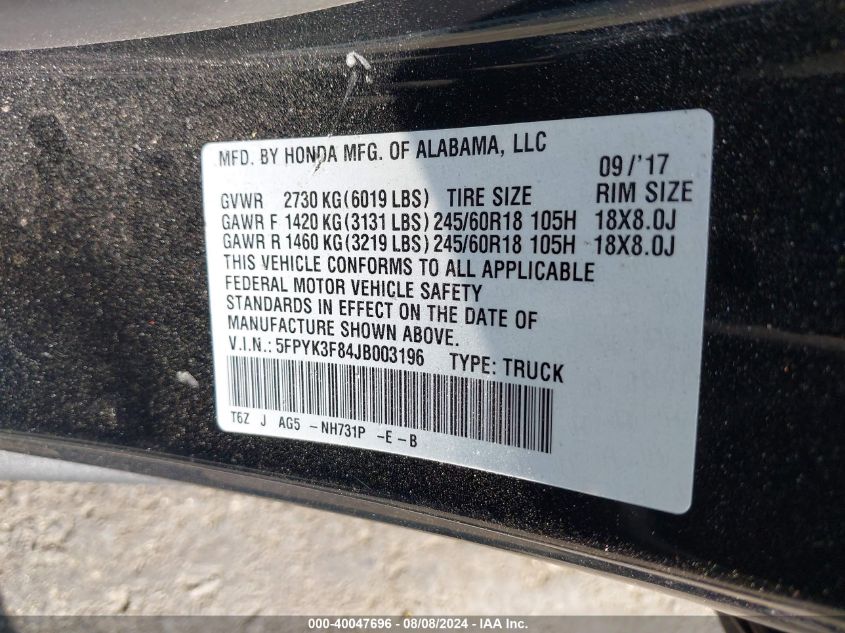 MFD. BY HONDA MFG. OF ALABAMA, LLC 09/'17
GVWR 2730 KG(6019 LBS) TIRE SIZE RIM SIZE
GAWR F 1420 KG(3131 LBS) 245/60R18 105H 18X8.0J
GAWR R 1460 KG(3219 LBS) 245/60R18 105H 18X8.0J
THIS VEHICLE CONFORMS TO ALL APPLICABLE
FEDERAL MOTOR VEHICLE SAFETY
STANDARDS IN EFFECT ON THE DATE OF
MANUFACTURE SHOWN ABOVE.
V.I.N.: 5FPYK3F84JB003196 TYPE: TRUCK
T6Z J AG5 -NH731P -E-B
000-40047696 - 08/08/2024 - IAA Inc.